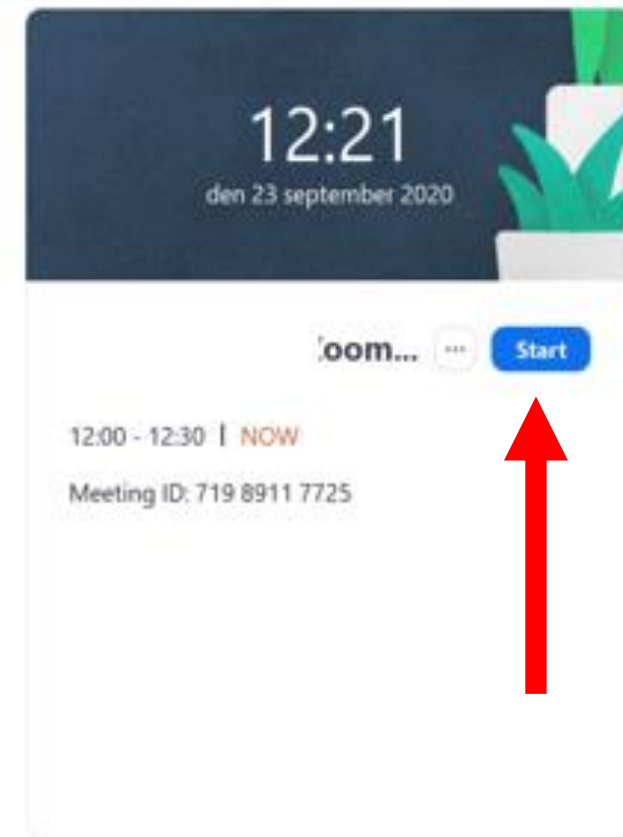 12:21
den 23 september 2020
oom... ... Start
12:00 - 12:30 | NOW
Meeting ID: 719 8911 7725